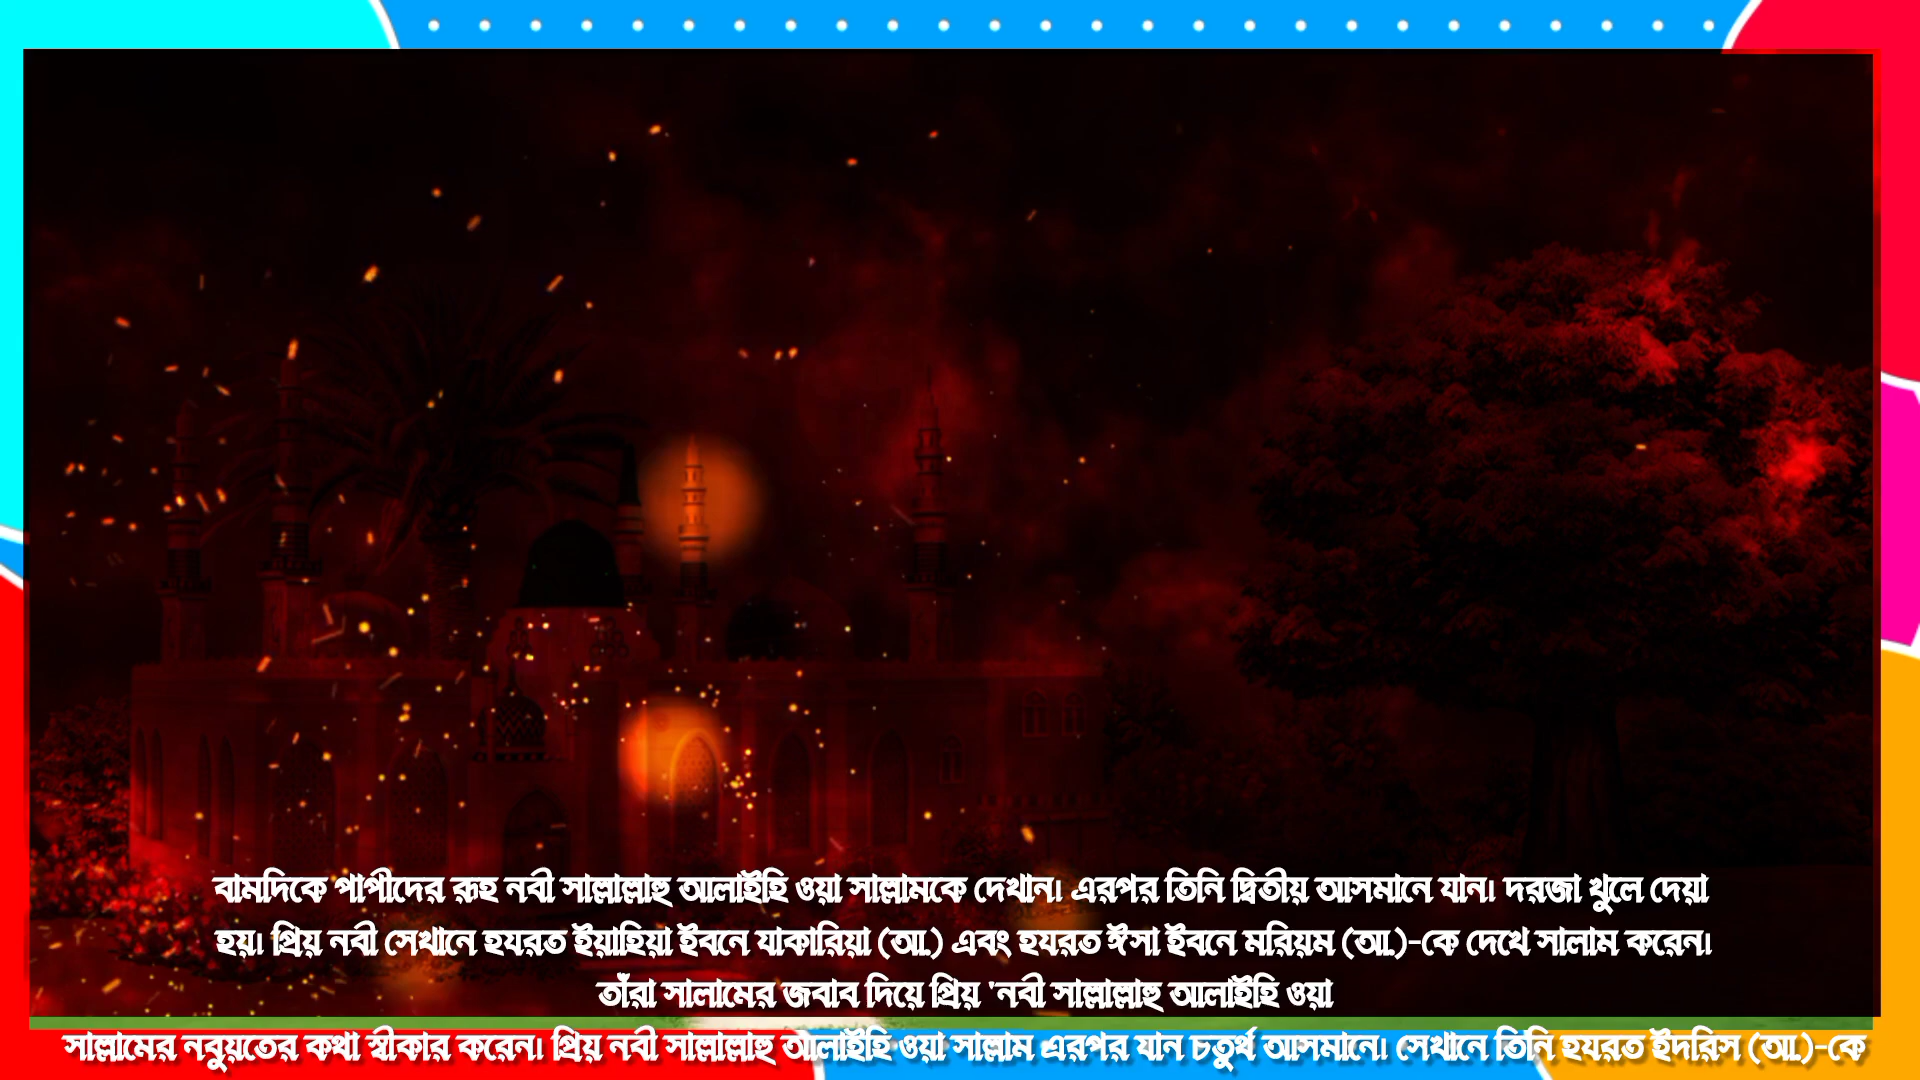 বামদিকে পাপীদের রূহ নবী সাল্লাল্লাহু আলাইহি ওয়া সাল্লামকে দেখান। এরপর তিনি দ্বিতীয় আসমানে যান। দরজা খুলে দেয়া
হয়। প্রিয় নবী সেখানে হযরত ইয়াহিয়া ইবনে যাকারিয়া (আ.) এবং হযরত ঈসা ইবনে মরিয়ম (আ.)-কে দেখে সালাম করেন।
তাঁরা সালামের জবাব দিয়ে প্রিয় 'নবী সাল্লাল্লাহু আলাইহি ওয়া
সাল্লামের নবুয়তের কথা স্বীকার করেন। প্রিয় নবী সাল্লাল্লাহু আলাইহি ওয়া সাল্লাম এরপর যান চতুর্থ আসমানে। সেখানে তিনি হযরত ইদরিস (আ.)-কে